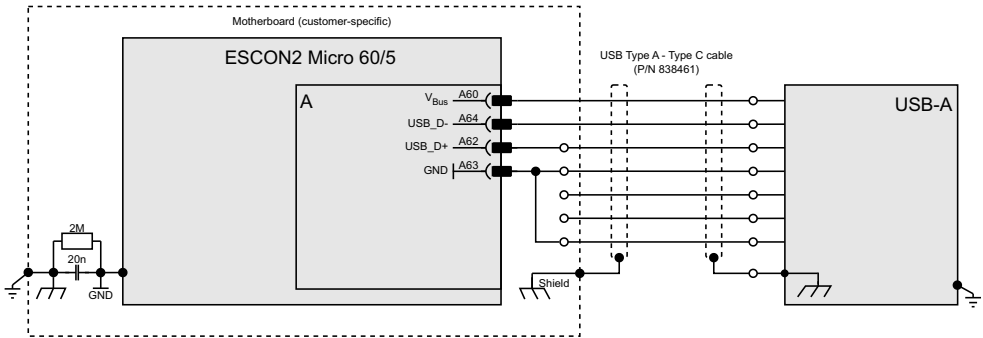 Motherboard (customer-specific)
ESCON2 Micro 60/5
USB Type A - Type C cable
(P/N 838461)
A
USB-A
VBus A60
USB_D- A64
USB_D+ A62
GND A63
2M
20n
GND
Shield